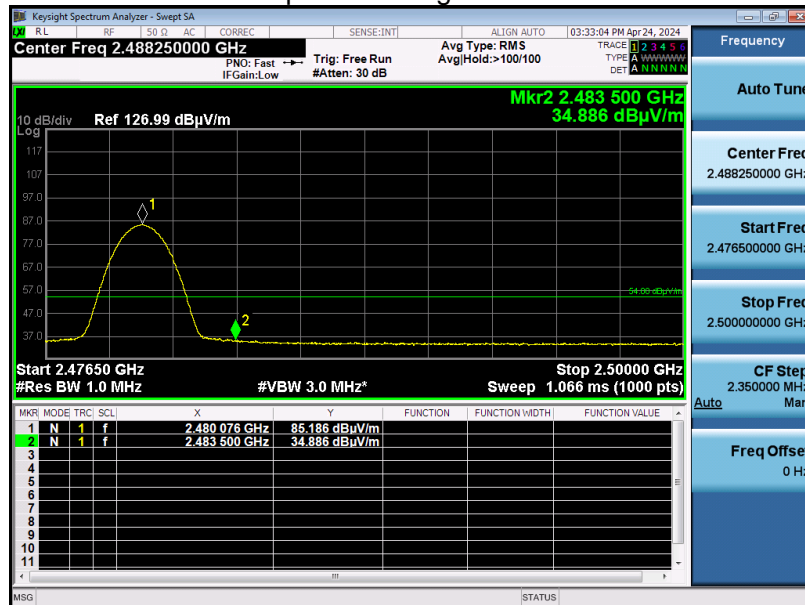 Keysight Spectrum Analyzer - Swept SA
LXI RL RF 50 Ω AC CORREC SENSE:INT ALIGN AUTO 03:33:04 PM Apr 24, 2024
Center Freq 2.488250000 GHz
PNO: Fast
IFGain:Low
Trig: Free Run
#Atten: 30 dB
Avg Type: RMS
Avg|Hold:>100/100
TRACE 1 2 3 4 5 6
TYPE A WWWWW
DET A N N N N N
Mkr2 2.483 500 GHz
34.886 dBµV/m
10 dB/div Ref 126.99 dBµV/m
Log
117
107
97.0
87.0
77.0
67.0
57.0
47.0
37.0
1
2
54.00 dBµV/m
Start 2.47650 GHz Stop 2.50000 GHz
#Res BW 1.0 MHz #VBW 3.0 MHz* Sweep 1.066 ms (1000 pts)
MKR MODE TRC SCL X Y FUNCTION FUNCTION WIDTH FUNCTION VALUE
1 N 1 f 2.480 076 GHz 85.186 dBµV/m
2 N 1 f 2.483 500 GHz 34.886 dBµV/m
3
4
5
6
7
8
9
10
11
MSG STATUS
Frequency
Auto Tune
Center Freq
2.488250000 GHz
Start Freq
2.476500000 GHz
Stop Freq
2.500000000 GHz
CF Step
2.350000 MHz
Auto Man
Freq Offset
0 Hz